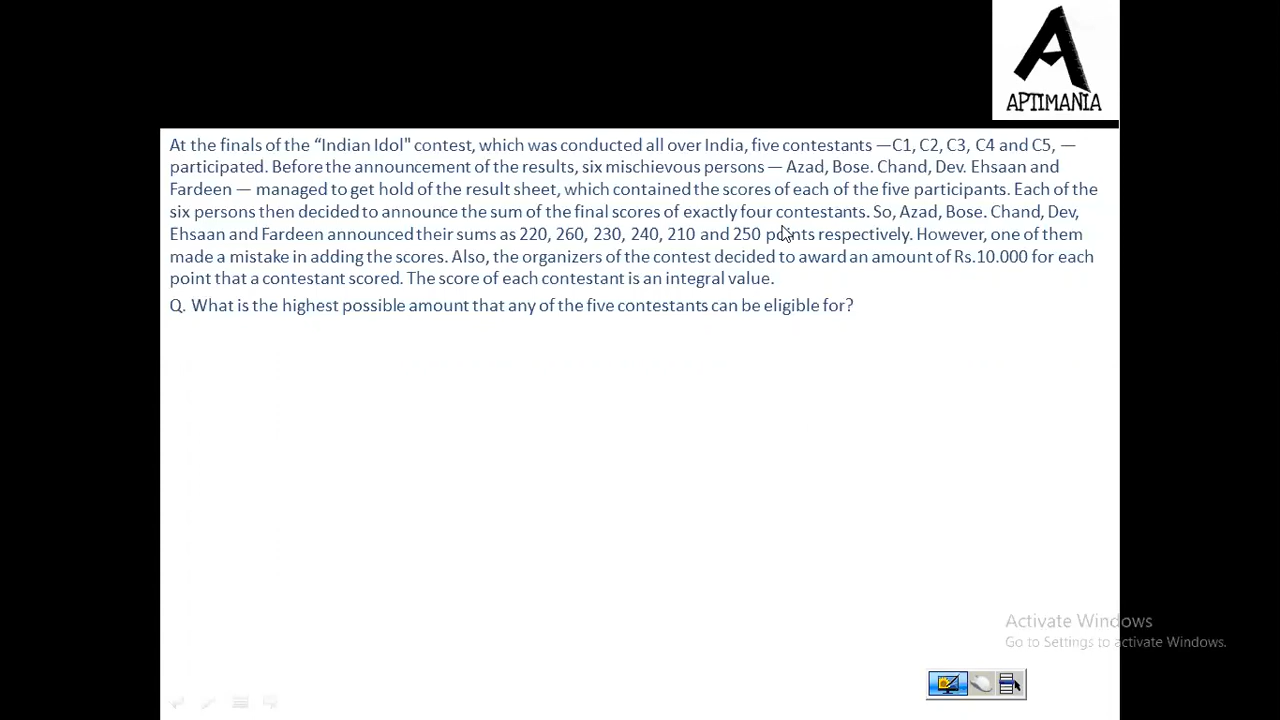 APTIMANIA
At the finals of the “Indian Idol" contest, which was conducted all over India, five contestants —C1, C2, C3, C4 and C5, —
participated. Before the announcement of the results, six mischievous persons — Azad, Bose. Chand, Dev. Ehsaan and
Fardeen — managed to get hold of the result sheet, which contained the scores of each of the five participants. Each of the
six persons then decided to announce the sum of the final scores of exactly four contestants. So, Azad, Bose. Chand, Dev,
Ehsaan and Fardeen announced their sums as 220, 260, 230, 240, 210 and 250 points respectively. However, one of them
made a mistake in adding the scores. Also, the organizers of the contest decided to award an amount of Rs.10.000 for each
point that a contestant scored. The score of each contestant is an integral value.
Q. What is the highest possible amount that any of the five contestants can be eligible for?
Activate Windows
Go to Settings to activate Windows.